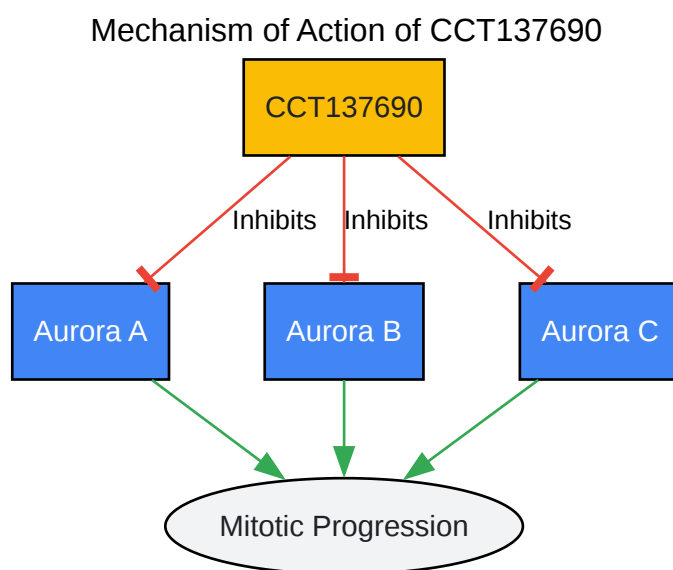 Mechanism of Action of CCT137690
CCT137690
Inhibits
Inhibits
Inhibits
Aurora A
Aurora B
Aurora C
Mitotic Progression